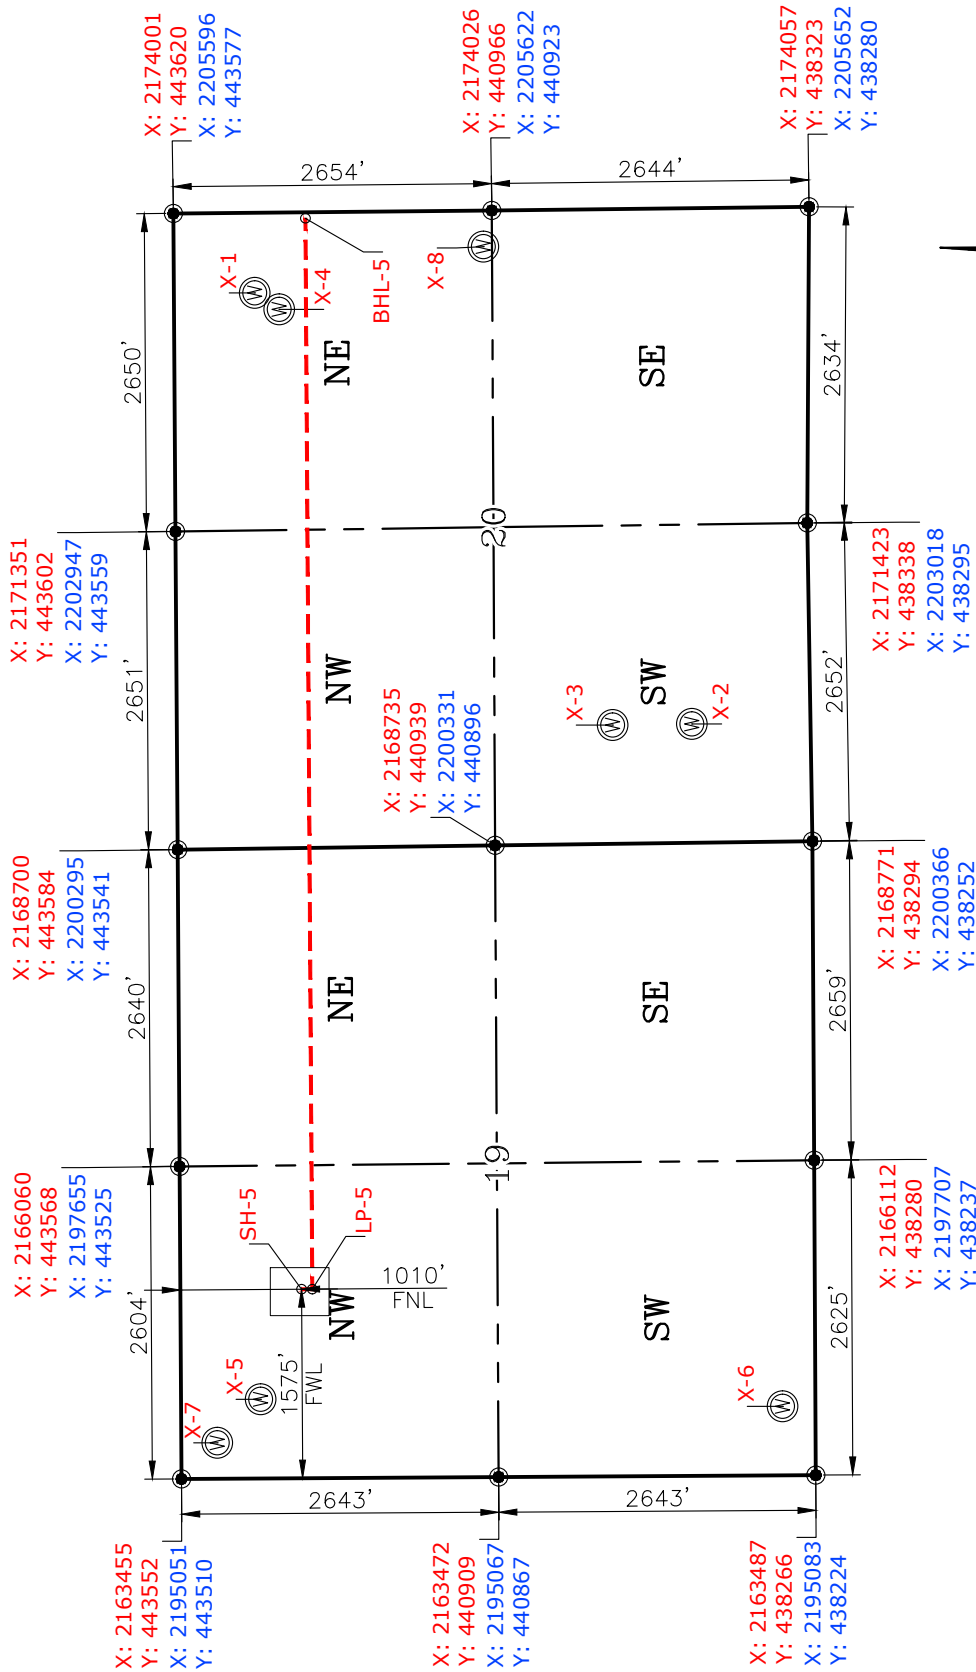 X: 2163455
Y: 443552
X: 2195051
Y: 443510
X: 2166060
Y: 443568
X: 2197655
Y: 443525
X: 2168700
Y: 443584
X: 2200295
Y: 443541
X: 2171351
Y: 443602
X: 2202947
Y: 443559
X: 2174001
Y: 443620
X: 2205596
Y: 443577
2604'
2640'
2651'
2650'
X-7
W
X-5
W
SH-5
LP-5
1575'
FWL
1010'
FNL
NW
NE
NW
NE
X-1
W
X-4
W
BHL-5
2643'
2654'
X: 2163472
Y: 440909
X: 2195067
Y: 440867
19
X: 2168735
Y: 440939
X: 2200331
Y: 440896
20
X-8
W
X: 2174026
Y: 440966
X: 2205622
Y: 440923
2643'
2644'
SW
SE
SW
SE
X-3
W
X-2
W
X-6
W
X: 2163487
Y: 438266
X: 2195083
Y: 438224
2625'
2659'
2652'
2634'
X: 2166112
Y: 438280
X: 2197707
Y: 438237
X: 2168771
Y: 438294
X: 2200366
Y: 438252
X: 2171423
Y: 438338
X: 2203018
Y: 438295
X: 2174057
Y: 438323
X: 2205652
Y: 438280